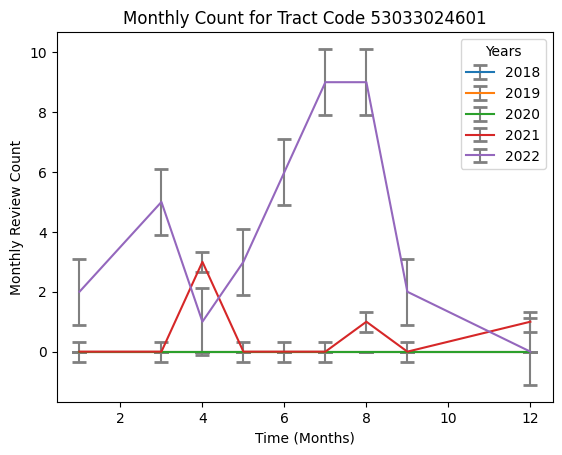 Monthly Count for Tract Code 53033024601
Monthly Review Count
10
8
6
4
2
0
Years
2018
2019
2020
2021
2022
2 4 6 8 10 12
Time (Months)